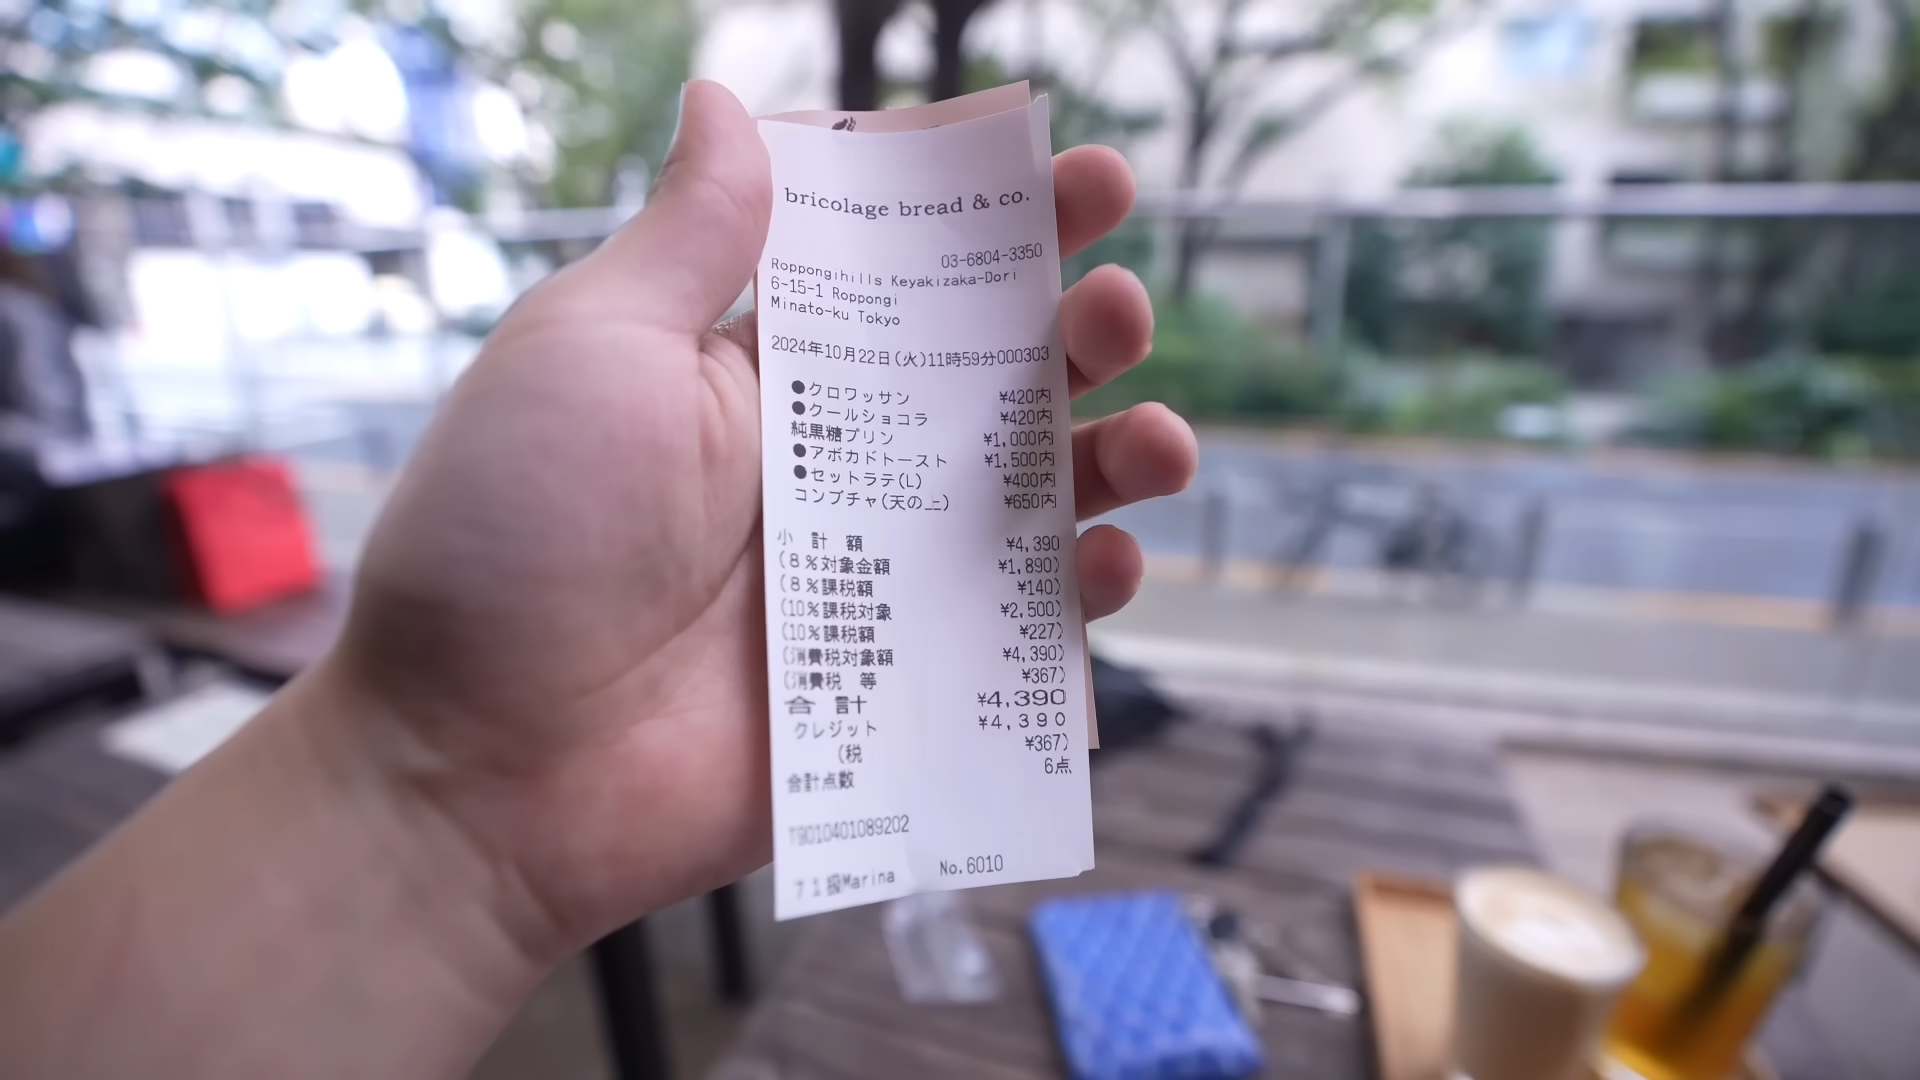 bricolage bread & co.
03-6804-3350
Roppongihills Keyakizaka-Dori
6-15-1 Roppongi
Minato-ku Tokyo
2024年10月22日(火)11時59分000303
●クロワッサン ¥420内
●クールショコラ ¥420内
純黒糖プリン ¥1,000内
●アボカドトースト ¥1,500内
●セットラテ(L) ¥400内
コンブチャ(天の上) ¥650内
小計額 ¥4,390
(8%対象金額 ¥1,890)
(8%課税額 ¥140)
(10%課税対象 ¥2,500)
(10%課税額 ¥227)
(消費税対象額 ¥4,390)
(消費税 等 ¥367)
合計 ¥4,390
クレジット ¥4,390
(税 ¥367)
合計点数 6点
T9010401089202
Marina No.6010